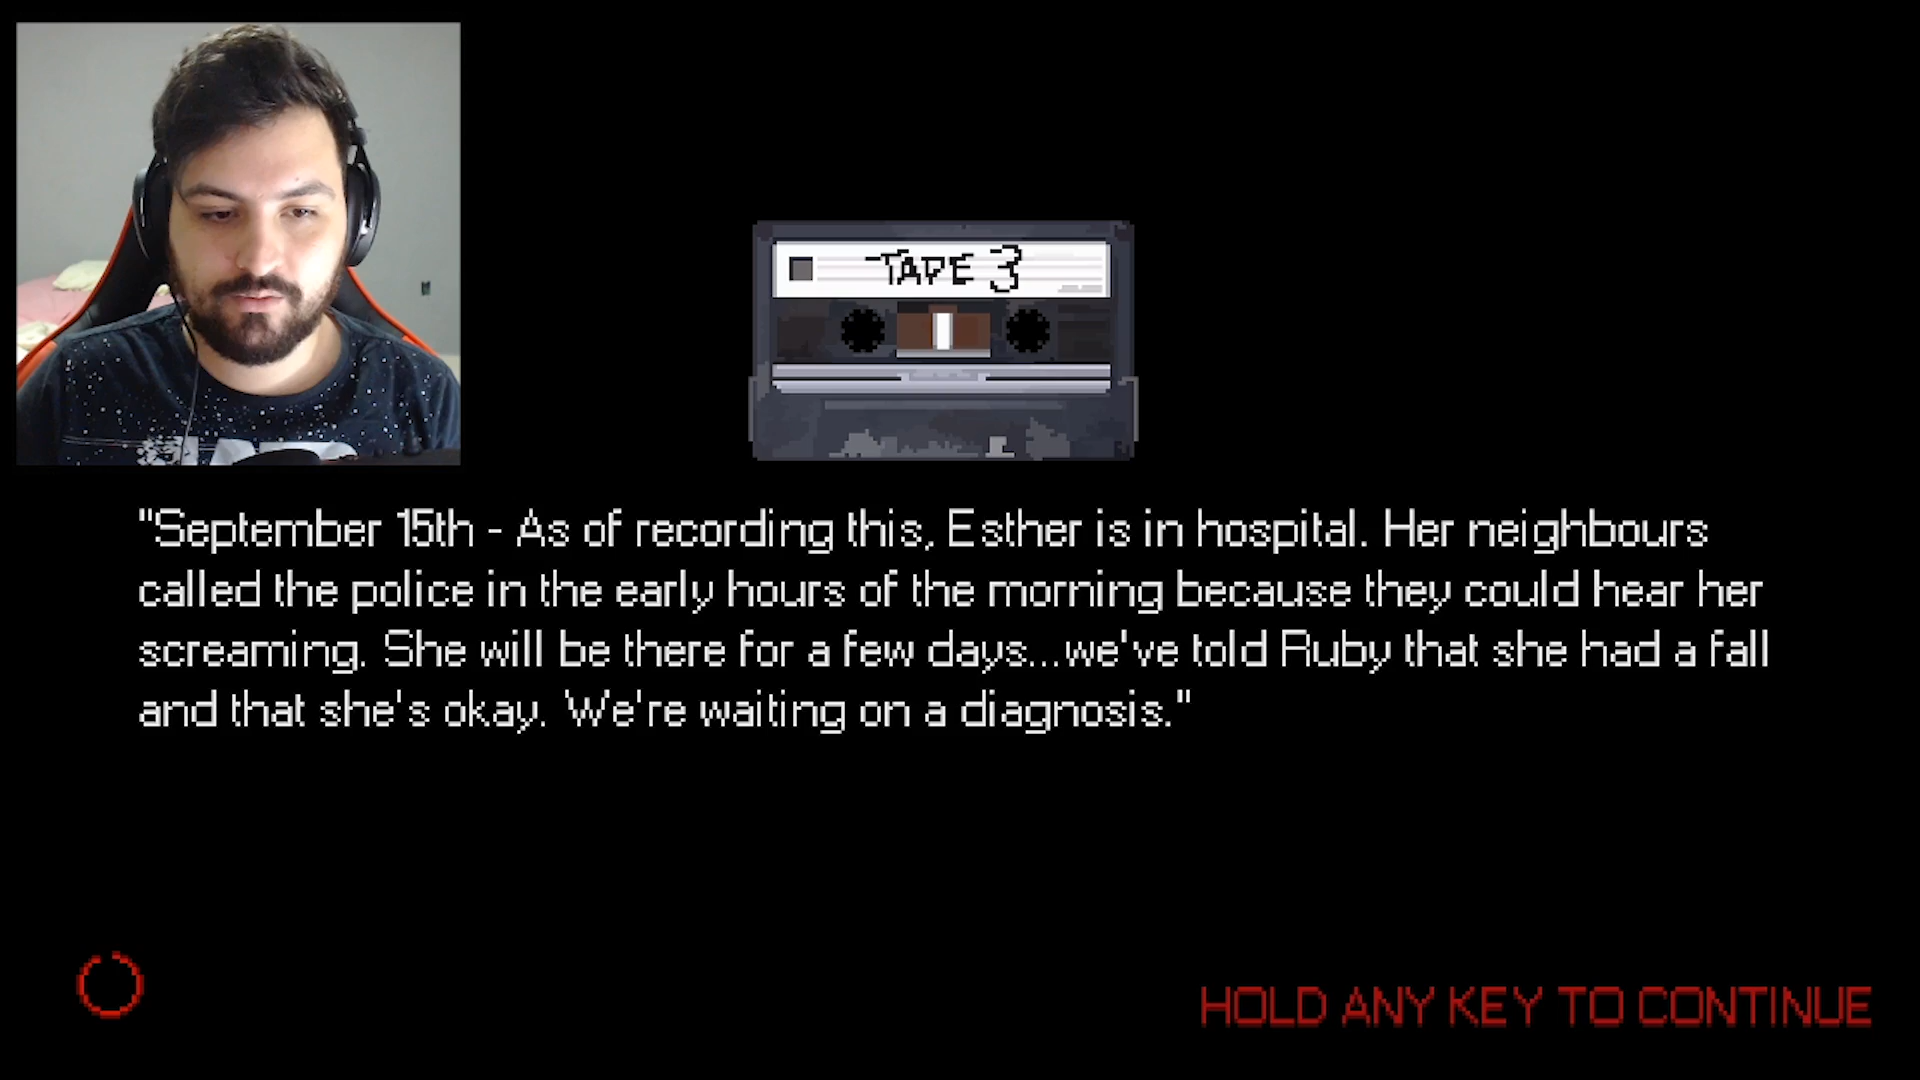 TAPE 3
"September 15th - As of recording this, Esther is in hospital. Her neighbours
called the police in the early hours of the morning because they could hear her
screaming. She will be there for a few days...we've told Ruby that she had a fall
and that she's okay. We're waiting on a diagnosis."
HOLD ANY KEY TO CONTINUE